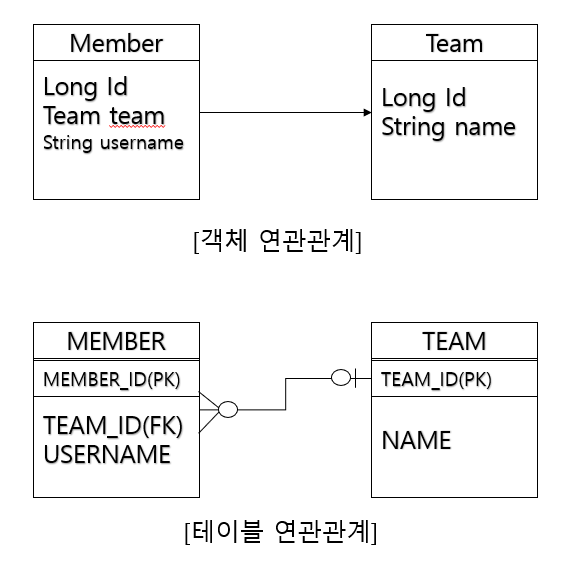 Member
Long Id
Team team
String username
Team
Long Id
String name
[객체 연관관계]
MEMBER
MEMBER_ID(PK)
TEAM_ID(FK)
USERNAME
TEAM
TEAM_ID(PK)
NAME
[테이블 연관관계]